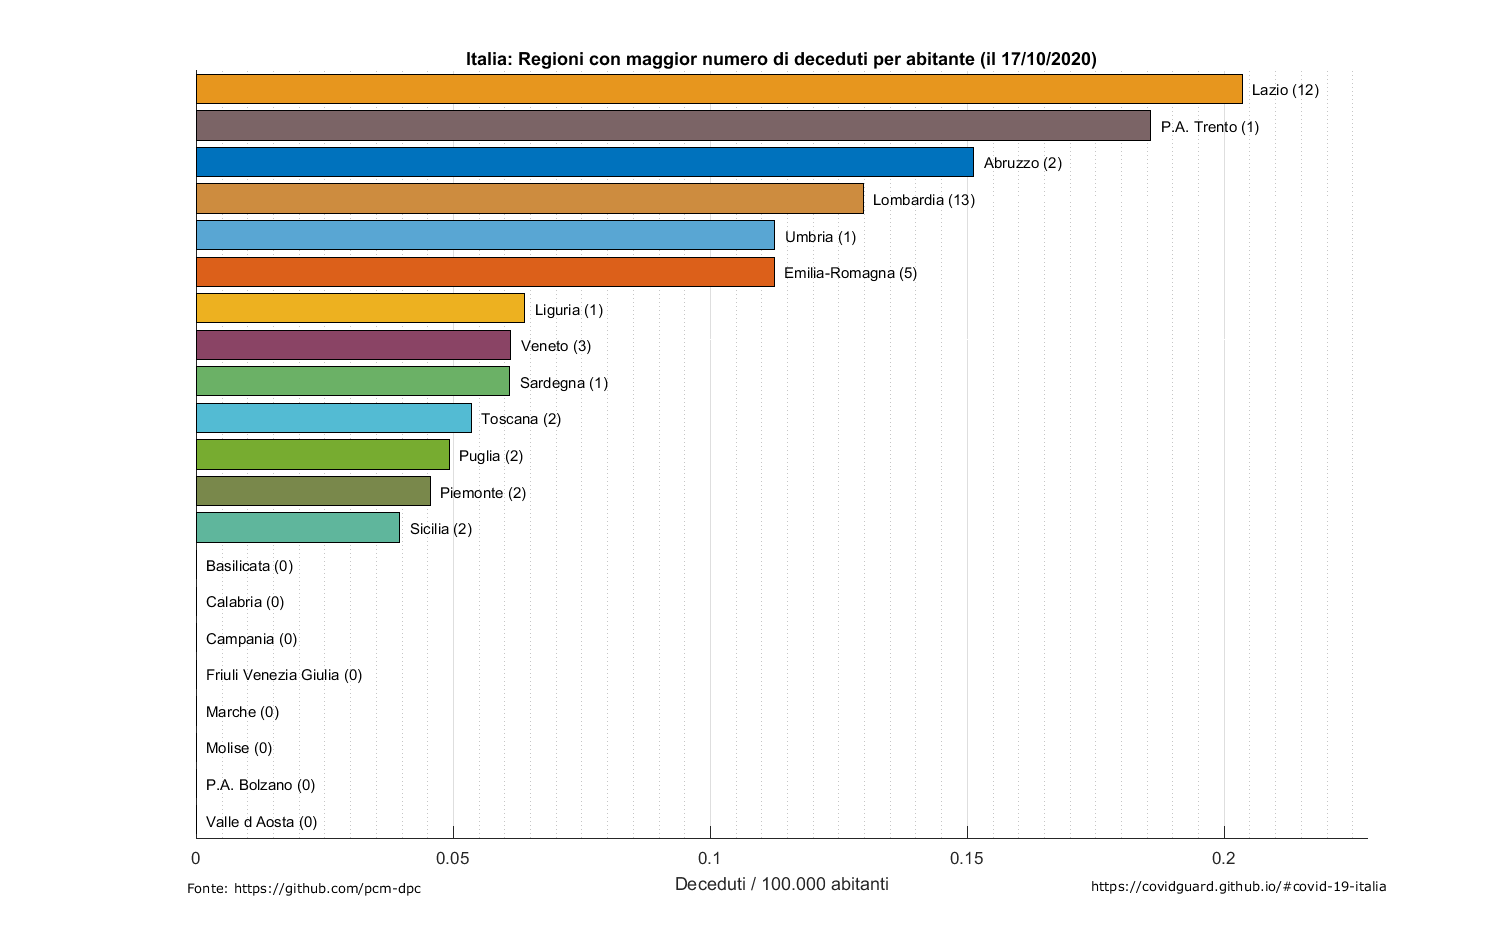 Italia: Regioni con maggior numero di deceduti per abitante (il 17/10/2020)
Lazio (12)
P.A. Trento (1)
Abruzzo (2)
Lombardia (13)
Umbria (1)
Emilia-Romagna (5)
Liguria (1)
Veneto (3)
Sardegna (1)
Toscana (2)
Puglia (2)
Piemonte (2)
Sicilia (2)
Basilicata (0)
Calabria (0)
Campania (0)
Friuli Venezia Giulia (0)
Marche (0)
Molise (0)
P.A. Bolzano (0)
Valle d Aosta (0)
0 0.05 0.1 0.15 0.2
Deceduti / 100.000 abitanti
Fonte: https://github.com/pcm-dpc
https://covidguard.github.io/#covid-19-italia